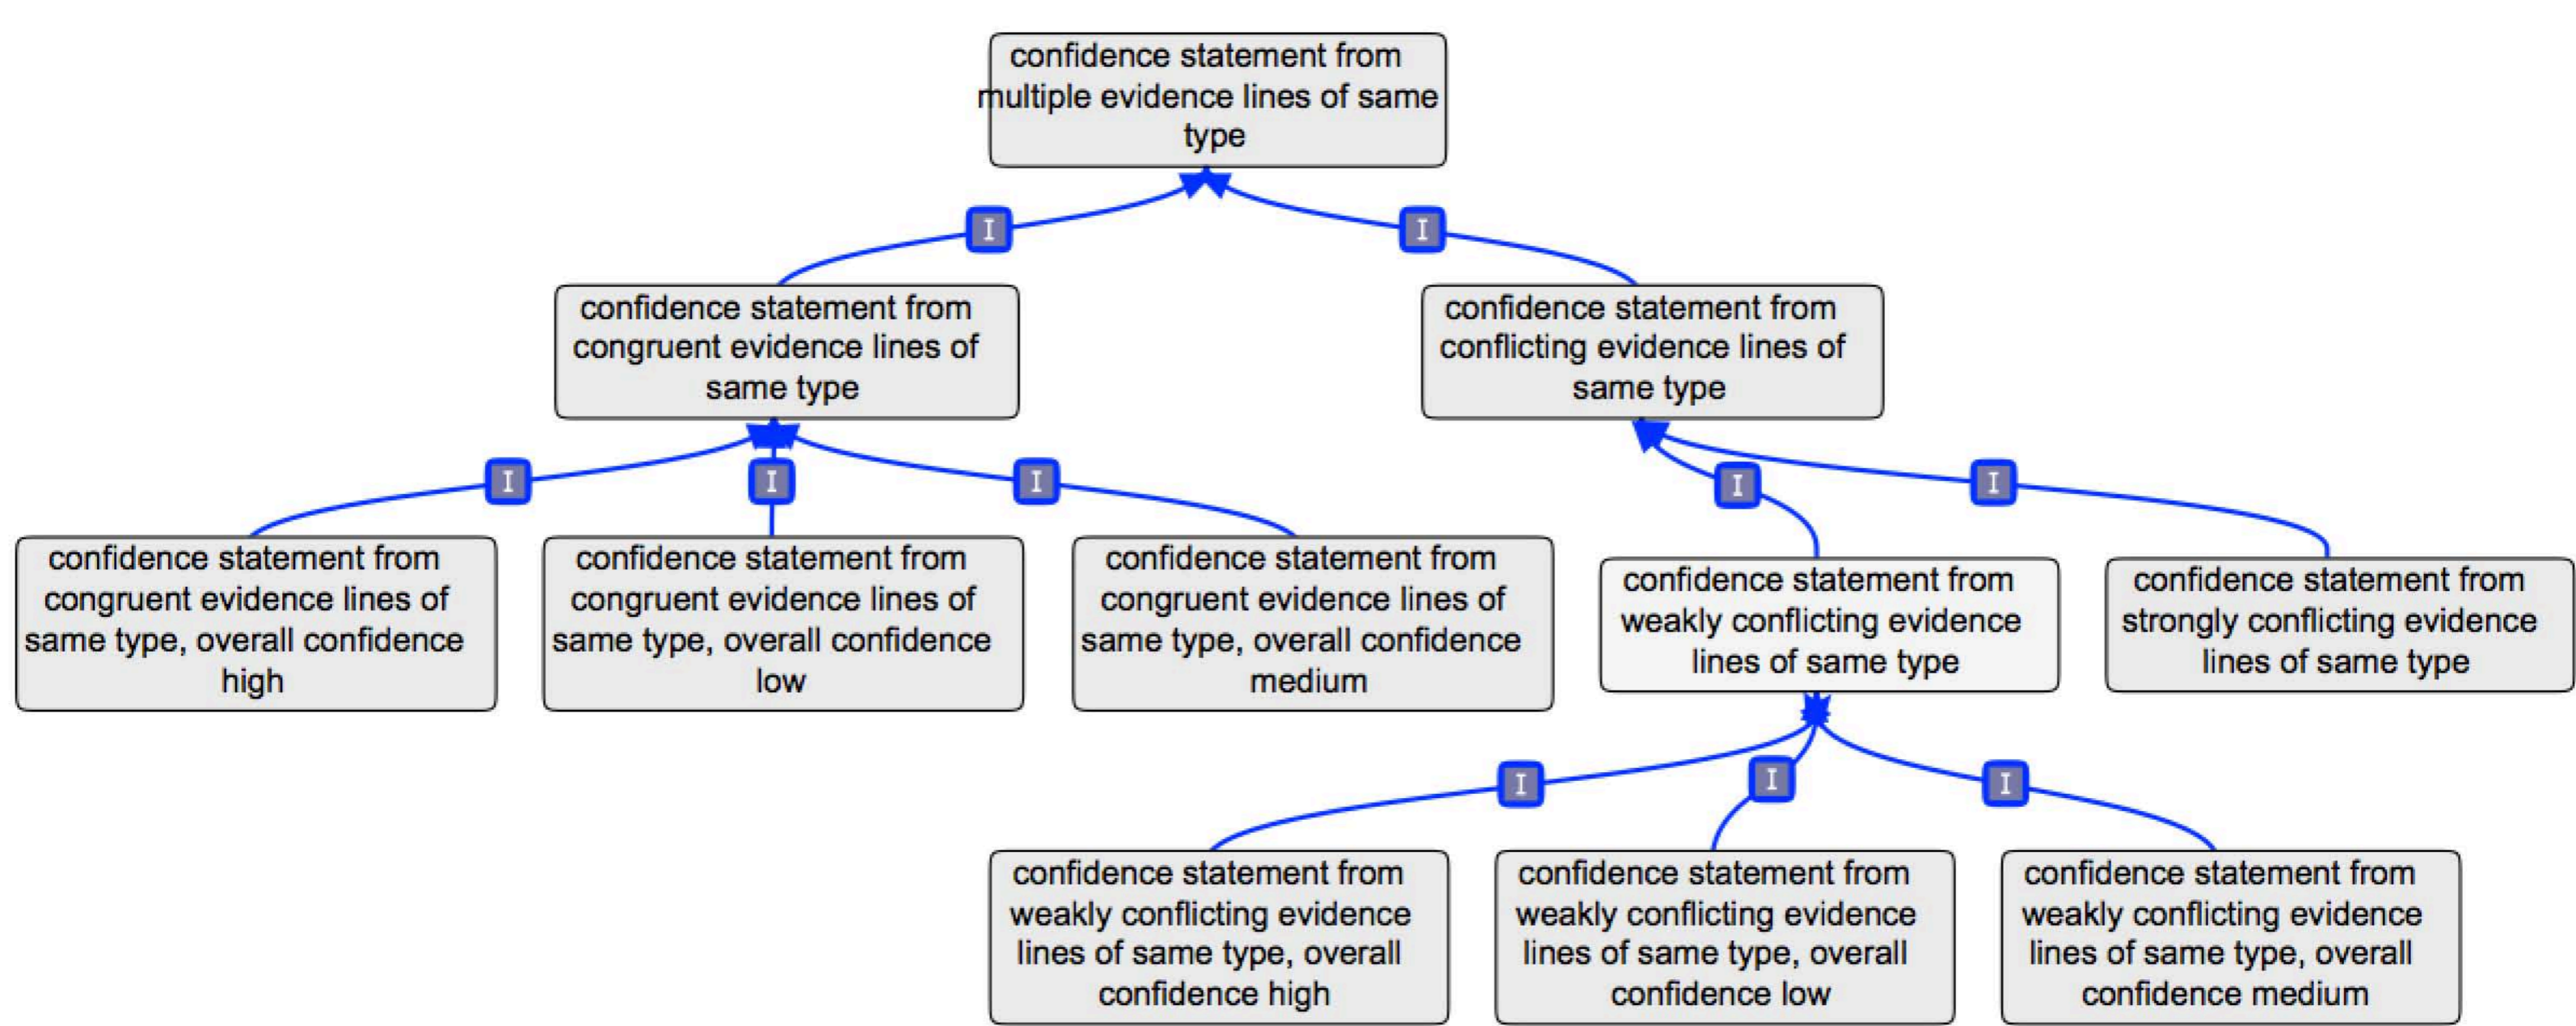 confidence statement from
multiple evidence lines of same
type
I
I
confidence statement from
congruent evidence lines of
same type
confidence statement from
conflicting evidence lines of
same type
I
I
I
I
I
confidence statement from
congruent evidence lines of
same type, overall confidence
high
confidence statement from
congruent evidence lines of
same type, overall confidence
low
confidence statement from
congruent evidence lines of
same type, overall confidence
medium
confidence statement from
weakly conflicting evidence
lines of same type
confidence statement from
strongly conflicting evidence
lines of same type
I
I
I
confidence statement from
weakly conflicting evidence
lines of same type, overall
confidence high
confidence statement from
weakly conflicting evidence
lines of same type, overall
confidence low
confidence statement from
weakly conflicting evidence
lines of same type, overall
confidence medium